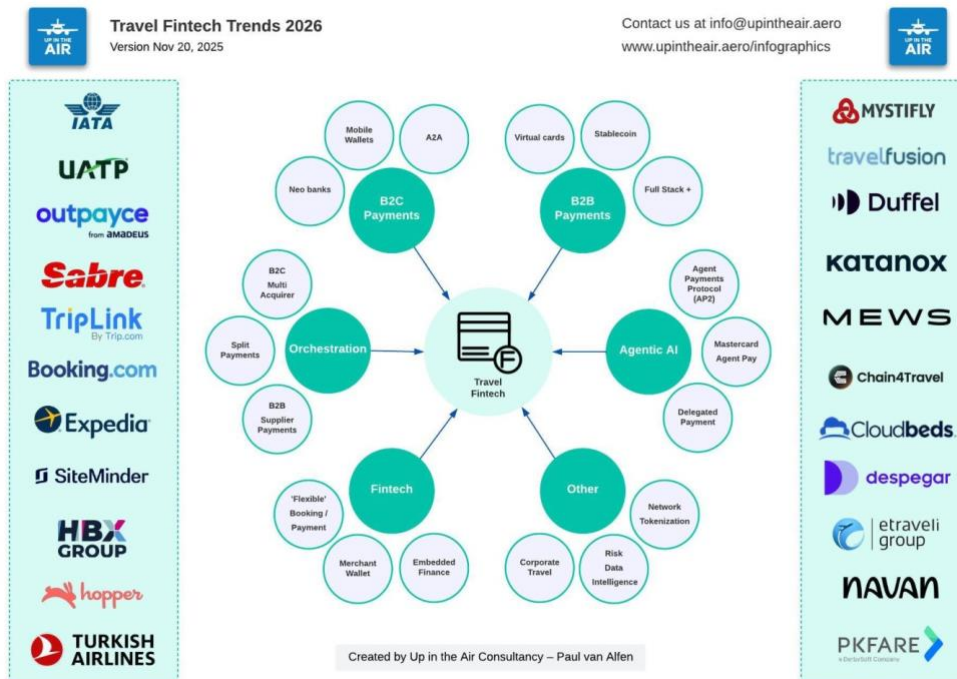 UP IN THE
AIR
Travel Fintech Trends 2026
Version Nov 20, 2025
Contact us at info@upintheair.aero
www.upintheair.aero/infographics
UP IN THE
AIR
IATA
UATP
outpayce
from aMaDEUS
Sabre
TripLink
By Trip.com
Booking.com
Expedia
SiteMinder
HBX
GROUP
hopper
TURKISH
AIRLINES
Mobile
Wallets
A2A
Neo banks
B2C
Payments
Virtual cards
Stablecoin
Full Stack +
B2B
Payments
B2C
Multi
Acquirer
Split
Payments
B2B
Supplier
Payments
Orchestration
F
Travel
Fintech
Agentic AI
Agent
Payments
Protocol
(AP2)
Mastercard
Agent Pay
Delegated
Payment
Fintech
'Flexible'
Booking /
Payment
Merchant
Wallet
Embedded
Finance
Other
Network
Tokenization
Risk
Data
Intelligence
Corporate
Travel
Created by Up in the Air Consultancy – Paul van Alfen
MYSTIFLY
travelfusion
Duffel
Katanox
MEWS
Chain4Travel
Cloudbeds
despegar
etraveli
group
navan
PKFARE
a DerbySoft Company